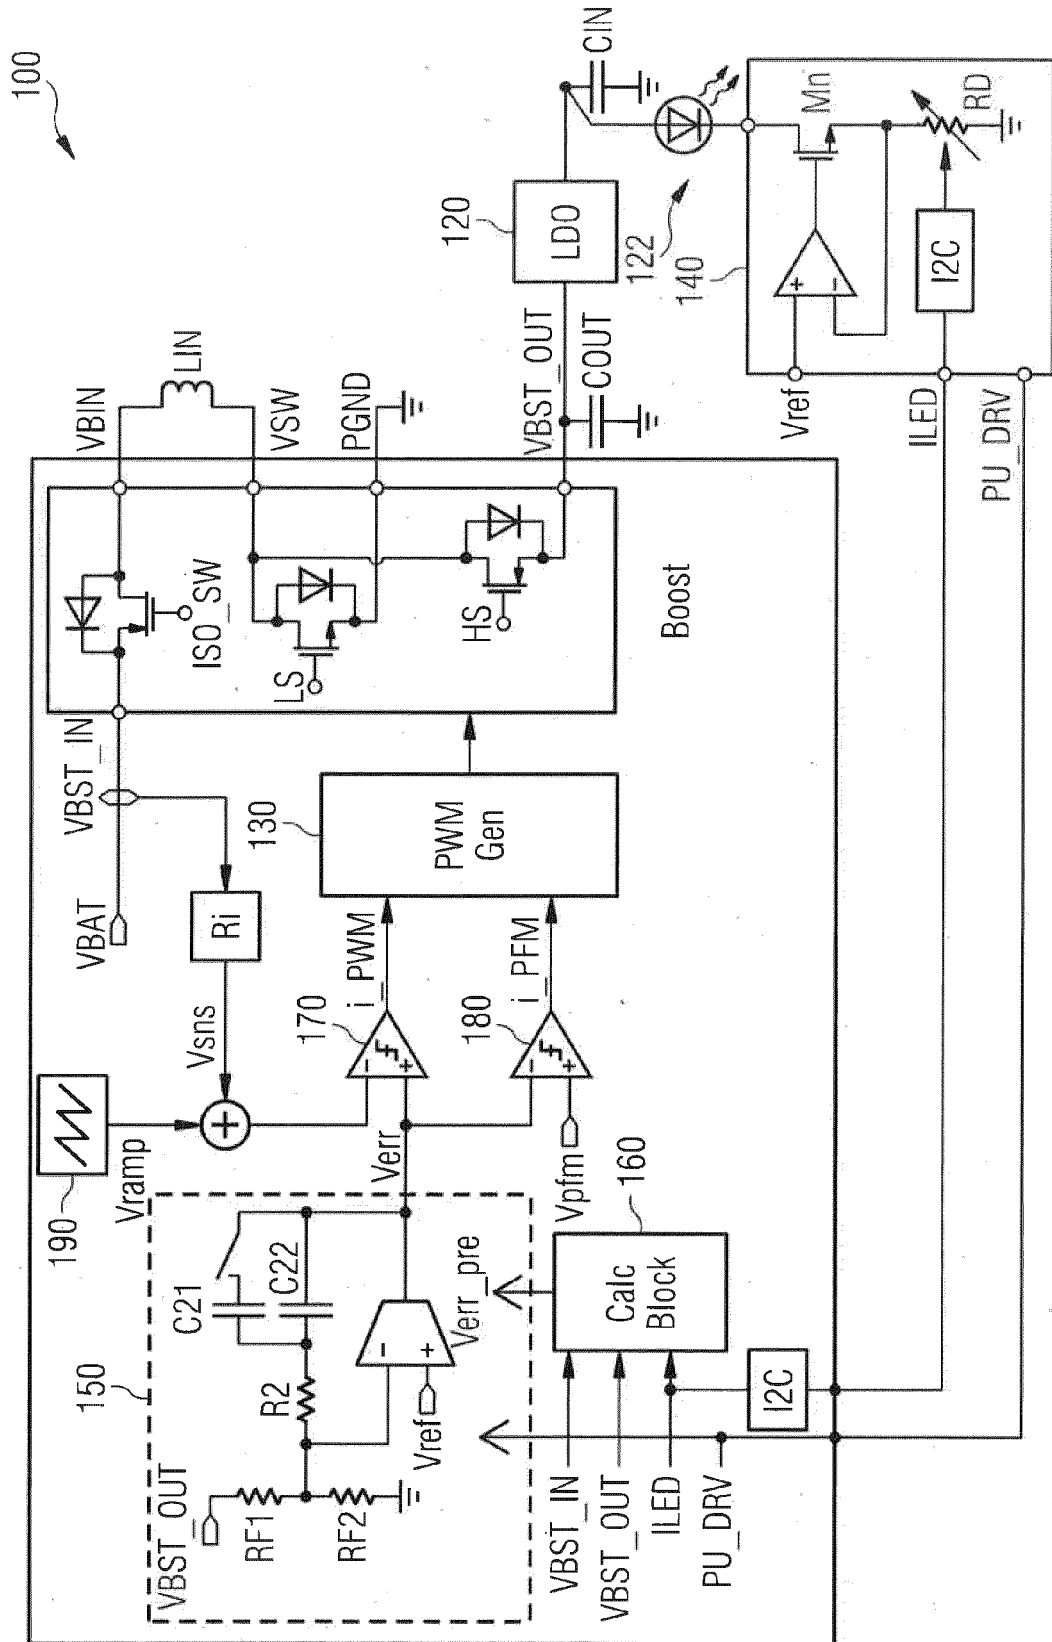 100
190
Vramp
VBAT
VBST_IN
ISO_SW
VBIN
LIN
VSW
PGND
LS
HS
Boost
VBST_OUT
COUT
120
LDO
CIN
122
140
Mn
RD
I2C
+
-
Vref
ILED
PU_DRV
Ri
Vsns
+
130
PWM
Gen
i_PWM
i_PFM
170
-
+
180
-
+
Verr
Vpfm
150
C21
C22
R2
VBST_OUT
RF1
RF2
Vref
-
+
Verr_pre
160
Calc
Block
I2C
VBST_IN
VBST_OUT
ILED
PU_DRV